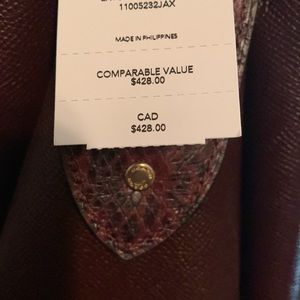 11005232JAX
MADE IN PHILIPPINES
COMPARABLE VALUE
$428.00
CAD
$428.00